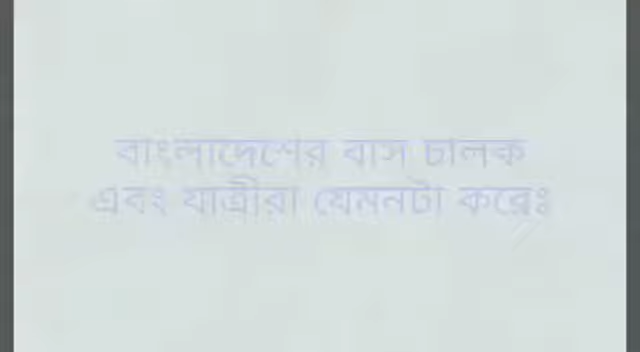 বাংলাদেশের বাস চালক
এবং যাত্রীরা যেমনটা করেঃ